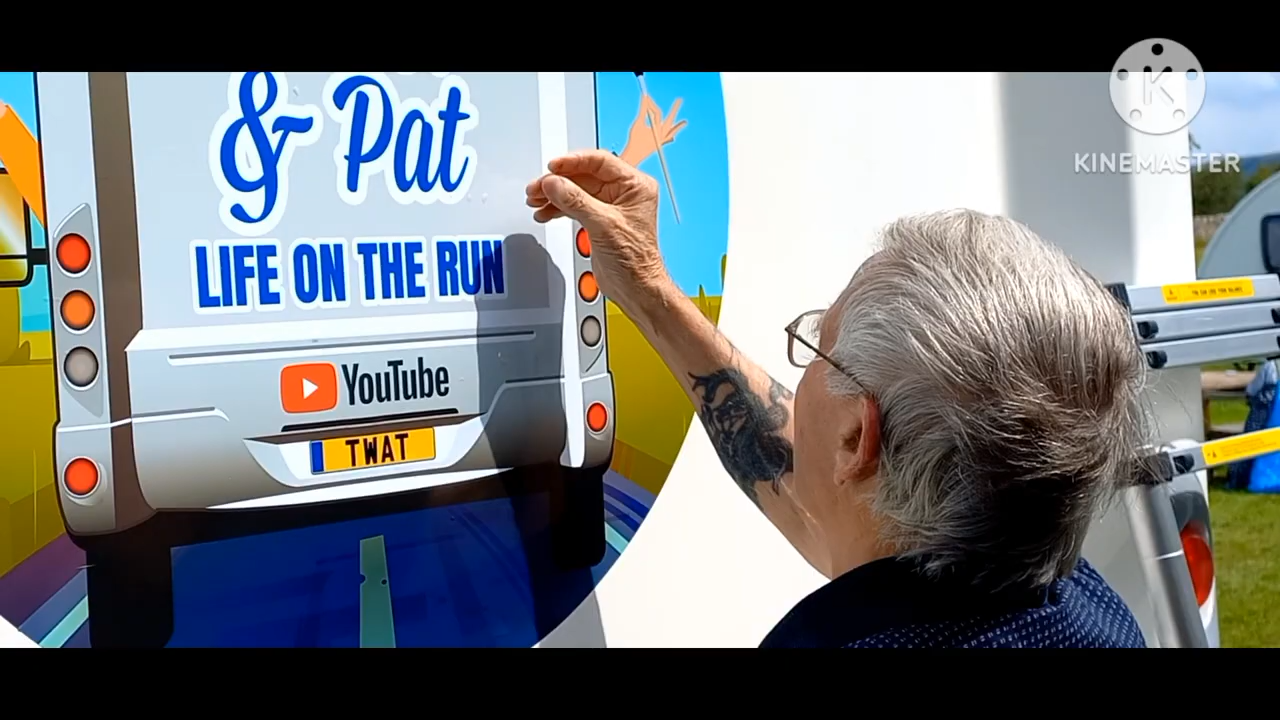 & Pat
LIFE ON THE RUN
YouTube
TWAT
K
KINEMASTER